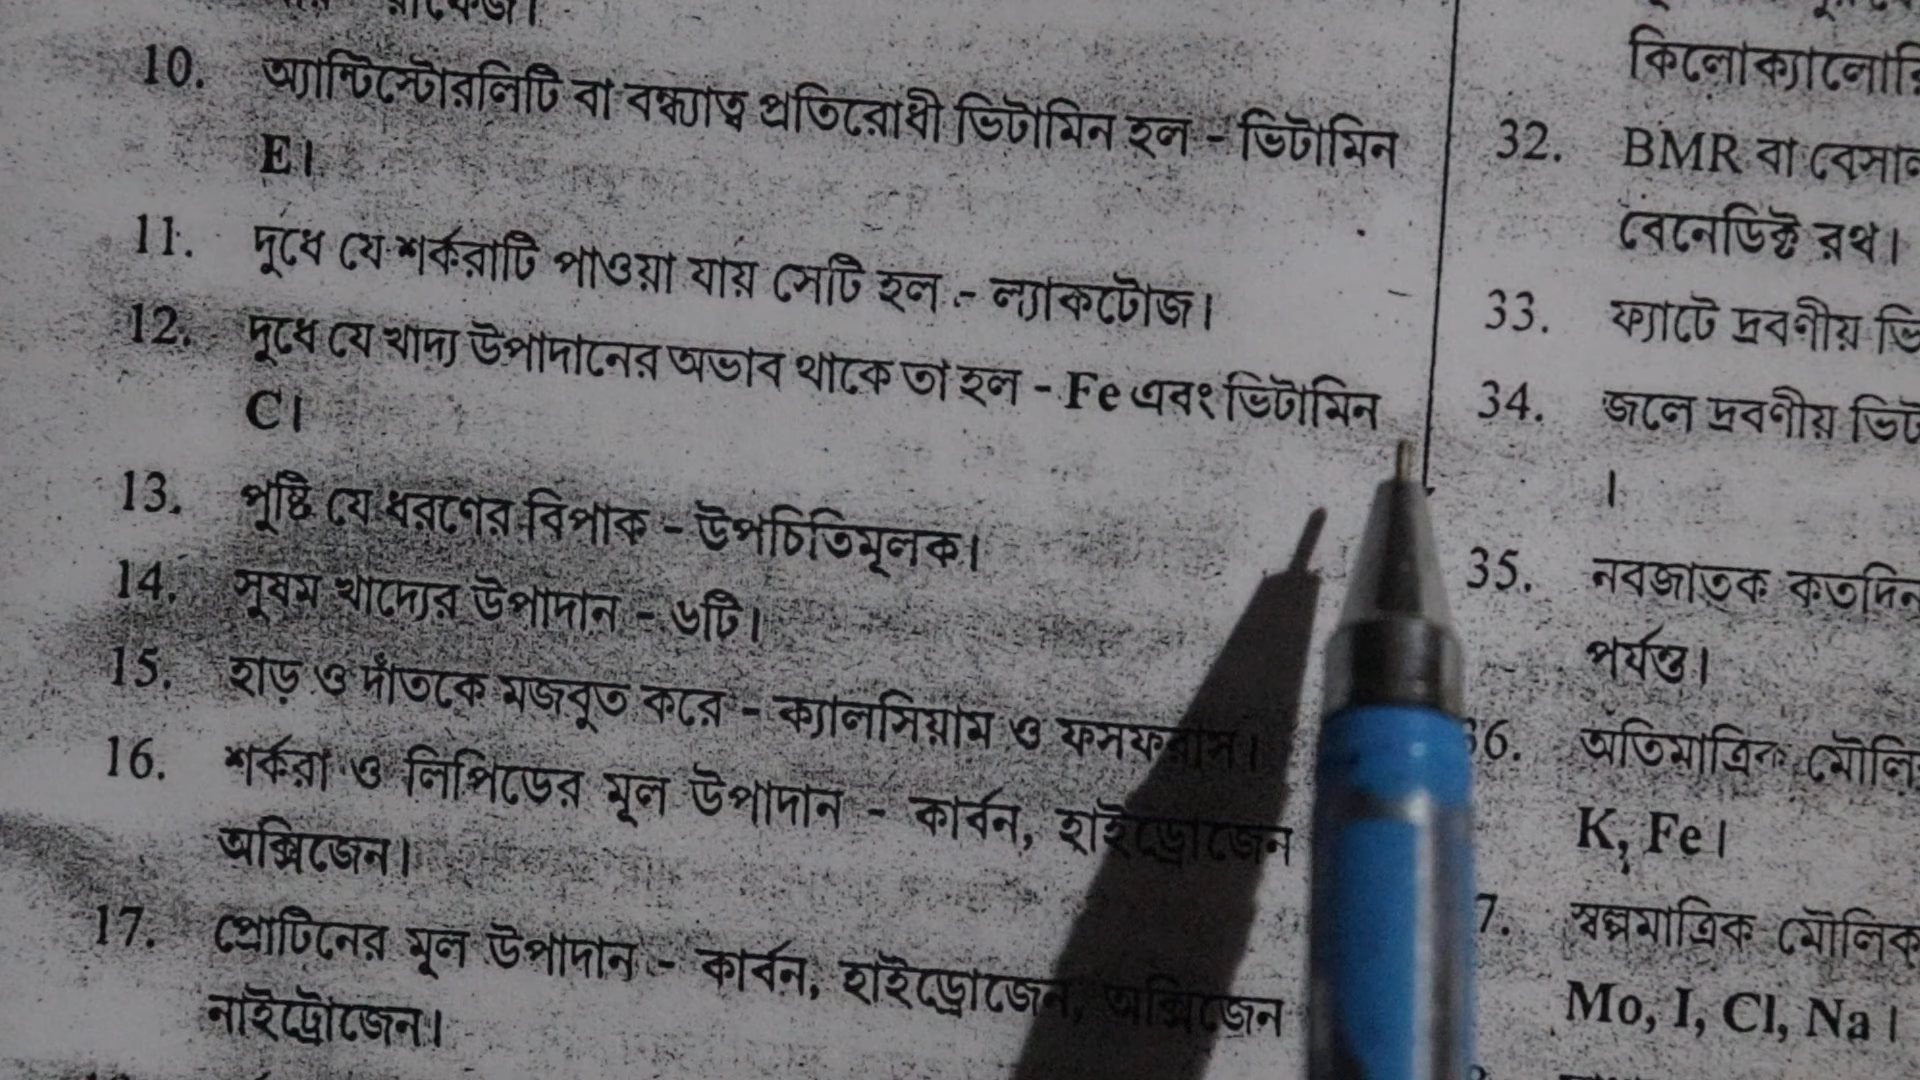 10. অ্যান্টিস্টোরলিটি বা বন্ধ্যাত্ব প্রতিরোধী ভিটামিন হল - ভিটামিন
E।
11. দুধে যে শর্করাটি পাওয়া যায় সেটি হল - ল্যাকটোজ।
12. দুধে যে খাদ্য উপাদানের অভাব থাকে তা হল - Fe এবং ভিটামিন
C।
13. পুষ্টি যে ধরণের বিপাক - উপচিতিমূলক।
14. সুষম খাদ্যের উপাদান - ৬টি।
15. হাড় ও দাঁতকে মজবুত করে - ক্যালসিয়াম ও ফসফরাস।
16. শর্করা ও লিপিডের মূল উপাদান - কার্বন, হাইড্রোজেন
অক্সিজেন।
17. প্রোটিনের মূল উপাদান - কার্বন, হাইড্রোজেন, অক্সিজেন
নাইট্রোজেন।
32. BMR বা
বেনেডিক্ট রথ।
33. ফ্যাটে দ্রবণীয়
34. জলে দ্রবণীয়
।
35. নবজাতক কতদিন
পর্যন্ত।
36. অতিমাত্রিক
K, Fe।
7. স্বল্পমাত্রিক মৌলিক
Mo, I, Cl, Na।